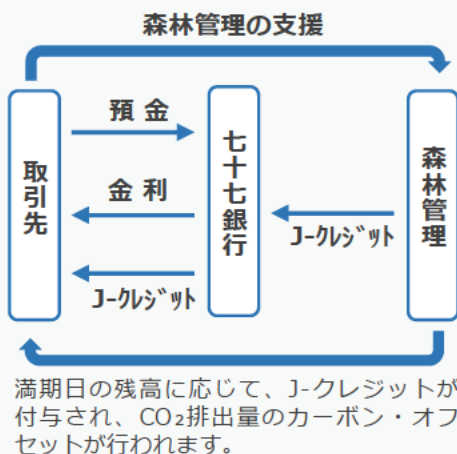 森林管理の支援
取引先
預金
金利
J-クレジット
七十七銀行
J-クレジット
森林管理
満期日の残高に応じて、J-クレジットが
付与され、CO₂排出量のカーボン・オフ
セットが行われます。